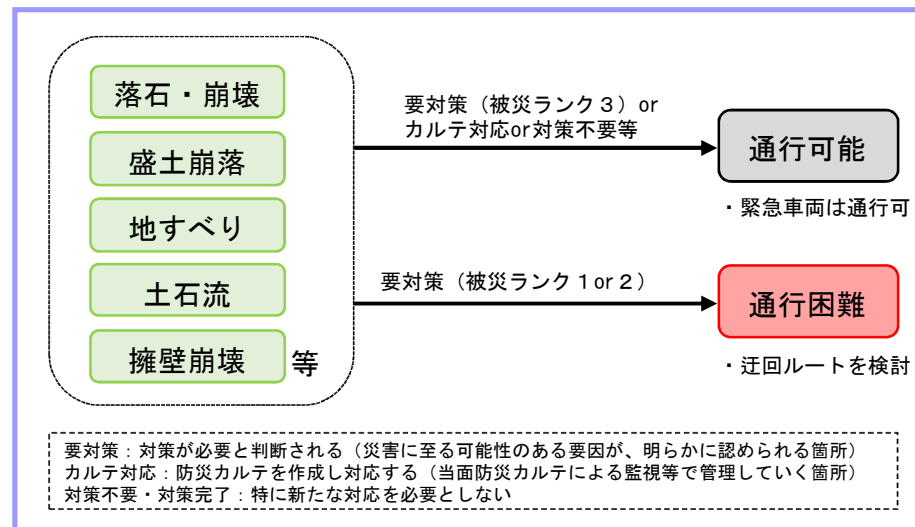 落石・崩壊
盛土崩落
地すべり
土石流
擁壁崩壊 等
要対策（被災ランク３）or
カルテ対応or対策不要等
通行可能
・緊急車両は通行可
要対策（被災ランク１or２）
通行困難
・迂回ルートを検討
要対策：対策が必要と判断される（災害に至る可能性のある要因が、明らかに認められる箇所）
カルテ対応：防災カルテを作成し対応する（当面防災カルテによる監視等で管理していく箇所）
対策不要・対策完了：特に新たな対応を必要としない